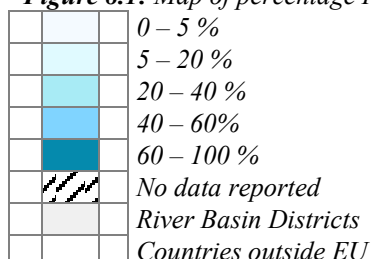 Figure 6.1: Map of percentage
0 – 5 %
5 – 20 %
20 – 40 %
40 – 60%
60 – 100 %
No data reported
River Basin Districts
Countries outside EU